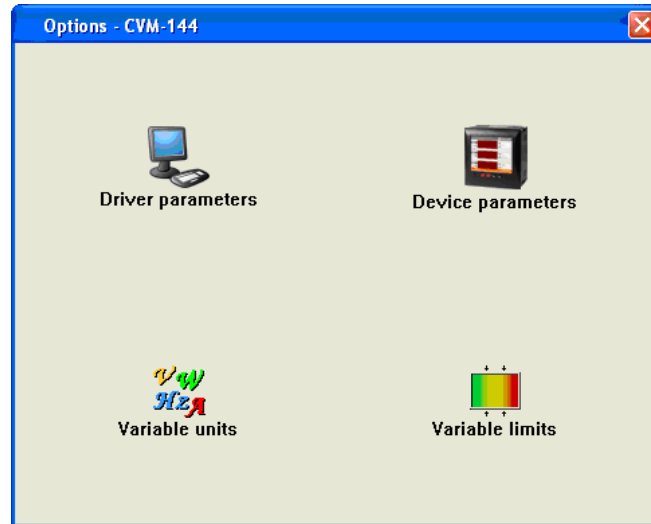 Options - CVM-144
Driver parameters
Device parameters
V W
Hz A
Variable units
Variable limits